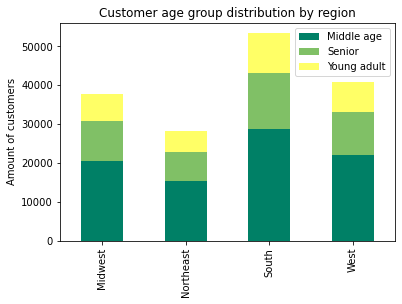 Customer age group distribution by region
Amount of customers
50000
40000
30000
20000
10000
0
Middle age
Senior
Young adult
Midwest
Northeast
South
West